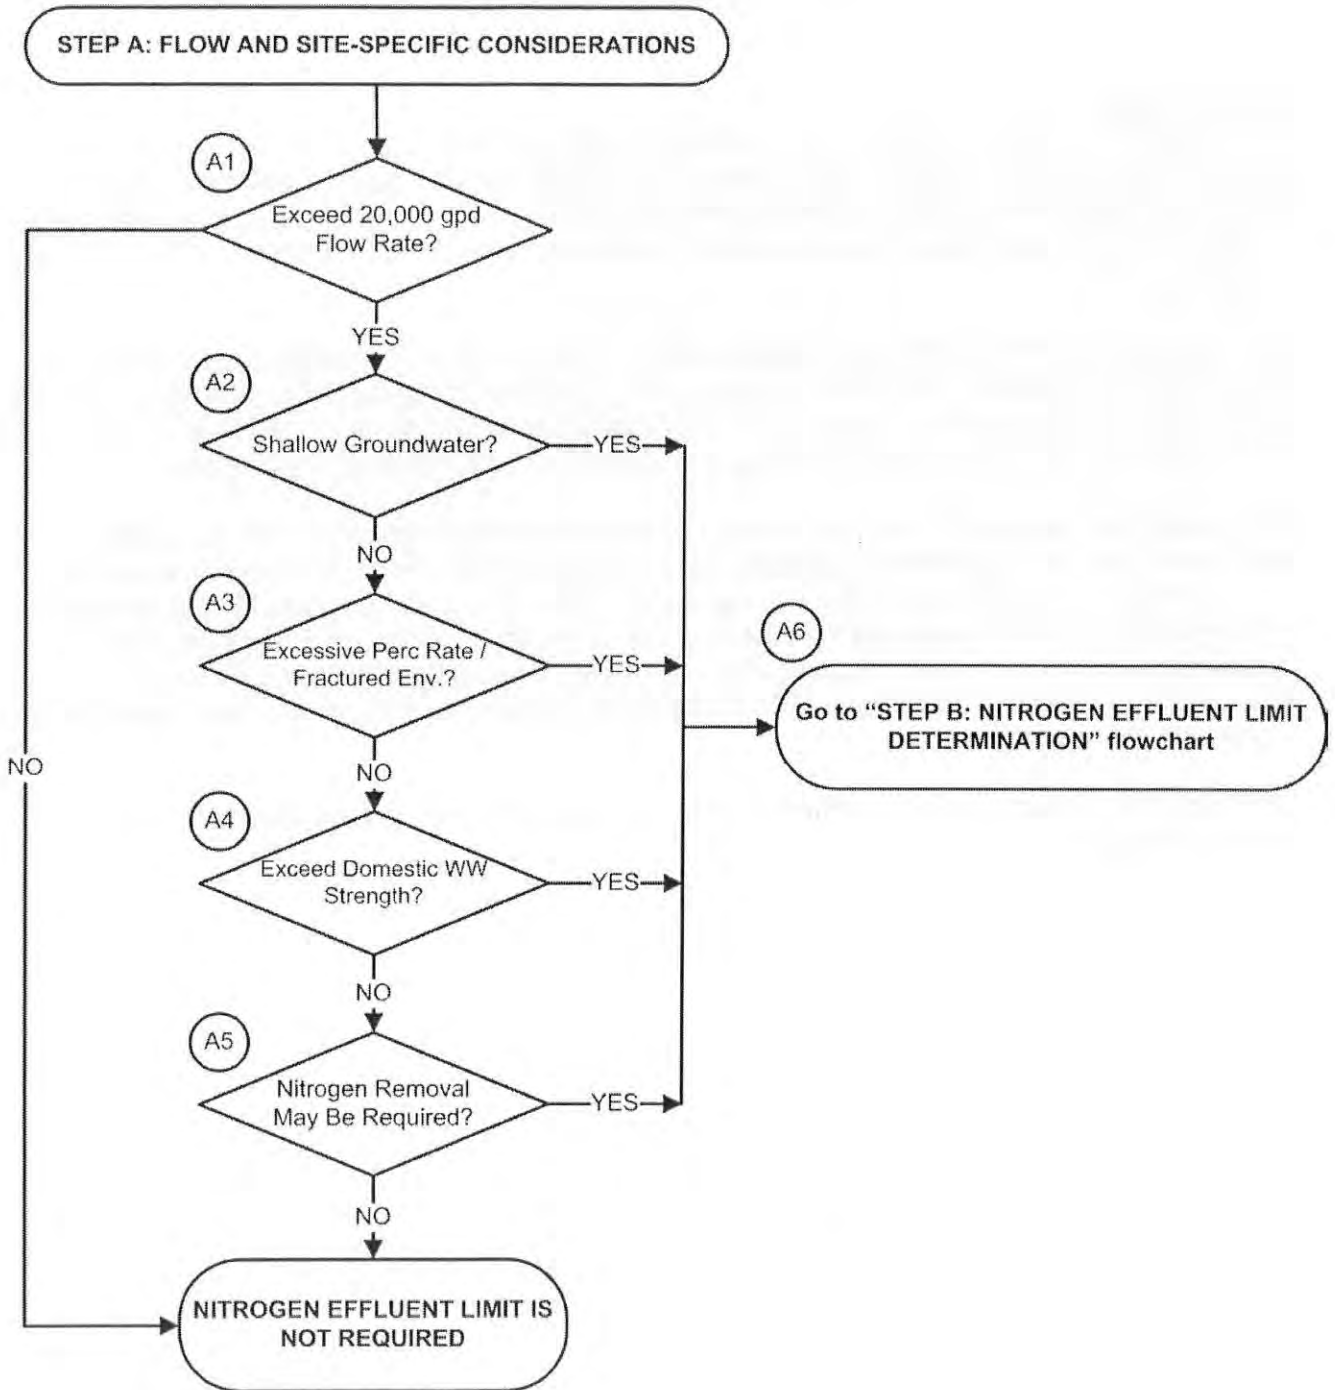 STEP A: FLOW AND SITE-SPECIFIC CONSIDERATIONS
A1
Exceed 20,000 gpd
Flow Rate?
YES
A2
Shallow Groundwater?
YES
NO
A3
Excessive Perc Rate /
Fractured Env.?
YES
A6
Go to “STEP B: NITROGEN EFFLUENT LIMIT
DETERMINATION” flowchart
NO
NO
A4
Exceed Domestic WW
Strength?
YES
NO
A5
Nitrogen Removal
May Be Required?
YES
NO
NITROGEN EFFLUENT LIMIT IS
NOT REQUIRED